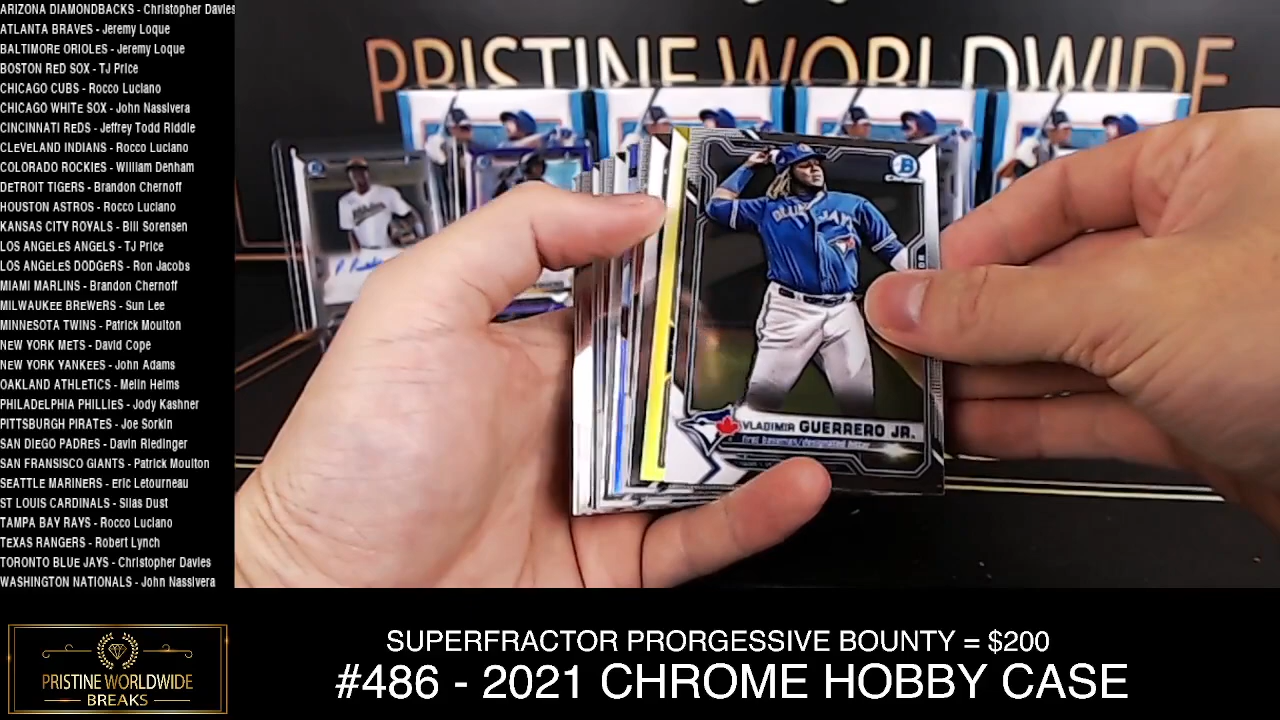 ARIZONA DIAMONDBACKS - Christopher Davies
ATLANTA BRAVES - Jeremy Loque
BALTIMORE ORIOLES - Jeremy Loque
BOSTON RED SOX - TJ Price
CHICAGO CUBS - Rocco Luciano
CHICAGO WHITE SOX - John Nassivera
CINCINNATI REDS - Jeffrey Todd Riddle
CLEVELAND INDIANS - Rocco Luciano
COLORADO ROCKIES - William Denham
DETROIT TIGERS - Brandon Chernoff
HOUSTON ASTROS - Rocco Luciano
KANSAS CITY ROYALS - Bill Sorensen
LOS ANGELES ANGELS - TJ Price
LOS ANGELES DODGERS - Ron Jacobs
MIAMI MARLINS - Brandon Chernoff
MILWAUKEE BREWERS - Sun Lee
MINNESOTA TWINS - Patrick Moulton
NEW YORK METS - David Cope
NEW YORK YANKEES - John Adams
OAKLAND ATHLETICS - Melin Heims
PHILADELPHIA PHILLIES - Jody Kashner
PITTSBURGH PIRATES - Joe Sorkin
SAN DIEGO PADRES - Davin Riedinger
SAN FRANSISCO GIANTS - Patrick Moulton
SEATTLE MARINERS - Eric Letourneau
ST LOUIS CARDINALS - Silas Dust
TAMPA BAY RAYS - Rocco Luciano
TEXAS RANGERS - Robert Lynch
TORONTO BLUE JAYS - Christopher Davies
WASHINGTON NATIONALS - John Nassivera
PRISTINE WORLDWIDE
B
BLUE JAYS
VLADIMIR GUERRERO JR.
first baseman/designated hitter
PRISTINE WORLDWIDE
BREAKS
SUPERFRACTOR PRORGESSIVE BOUNTY = $200
#486 - 2021 CHROME HOBBY CASE